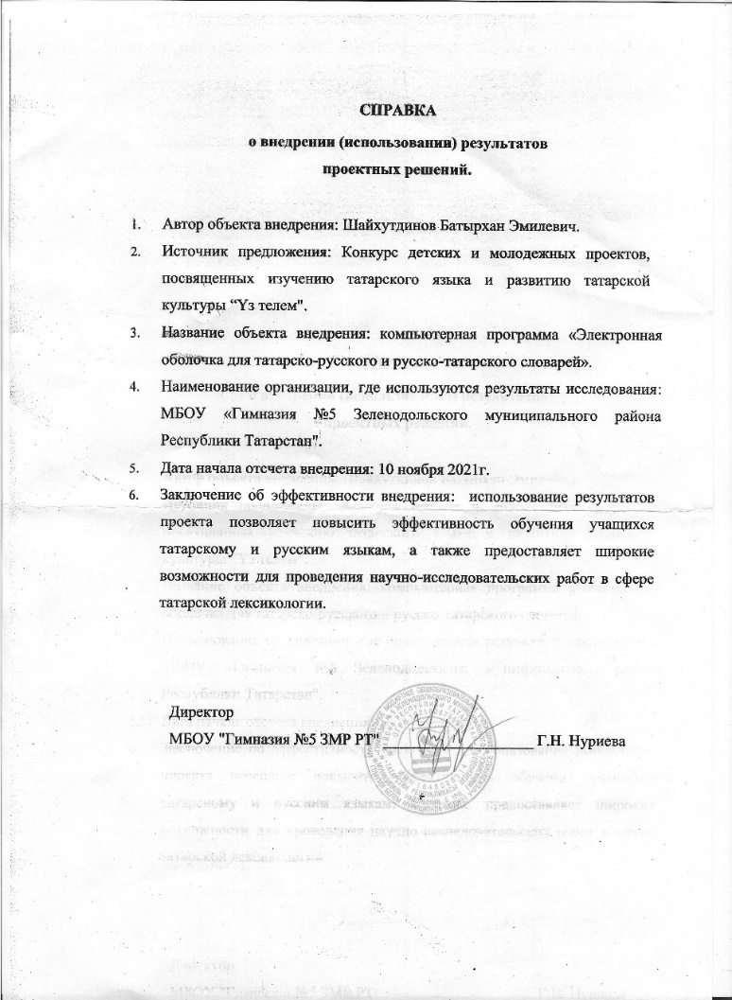 СПРАВКА
о внедрении (использовании) результатов
проектных решений.
1. Автор объекта внедрения: Шайхутдинов Батырхан Эмилевич.
2. Источник предложения: Конкурс детских и молодежных проектов,
посвященных изучению татарского языка и развитию татарской
культуры “Үз телем".
3. Название объекта внедрения: компьютерная программа «Электронная
оболочка для татарско-русского и русско-татарского словарей».
4. Наименование организации, где используются результаты исследования:
МБОУ «Гимназия №5 Зеленодольского муниципального района
Республики Татарстан".
5. Дата начала отсчета внедрения: 10 ноября 2021г.
6. Заключение об эффективности внедрения: использование результатов
проекта позволяет повысить эффективность обучения учащихся
татарскому и русским языкам, а также предоставляет широкие
возможности для проведения научно-исследовательских работ в сфере
татарской лексикологии.
Директор
МБОУ "Гимназия №5 ЗМР РТ" ____________________ Г.Н. Нуриева